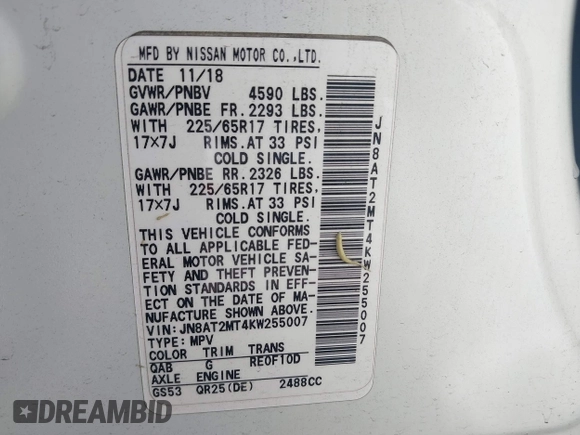 MFD BY NISSAN MOTOR CO.,LTD.
DATE 11/18
GVWR/PNBV 4590 LBS.
GAWR/PNBE FR. 2293 LBS.
WITH 225/65R17 TIRES,
17×7J RIMS.AT 33 PSI
COLD SINGLE.
GAWR/PNBE RR. 2326 LBS.
WITH 225/65R17 TIRES,
17×7J RIMS.AT 33 PSI
COLD SINGLE.
THIS VEHICLE CONFORMS
TO ALL APPLICABLE FED-
ERAL MOTOR VEHICLE SA-
FETY AND THEFT PREVEN-
TION STANDARDS IN EFF-
ECT ON THE DATE OF MA-
NUFACTURE SHOWN ABOVE.
VIN: JN8AT2MT4KW255007
TYPE: MPV
COLOR TRIM TRANS
QAB G RE0F10D
AXLE ENGINE
GS53 QR25(DE) 2488CC
JN8AT2MT4KW255007
DREAMBID